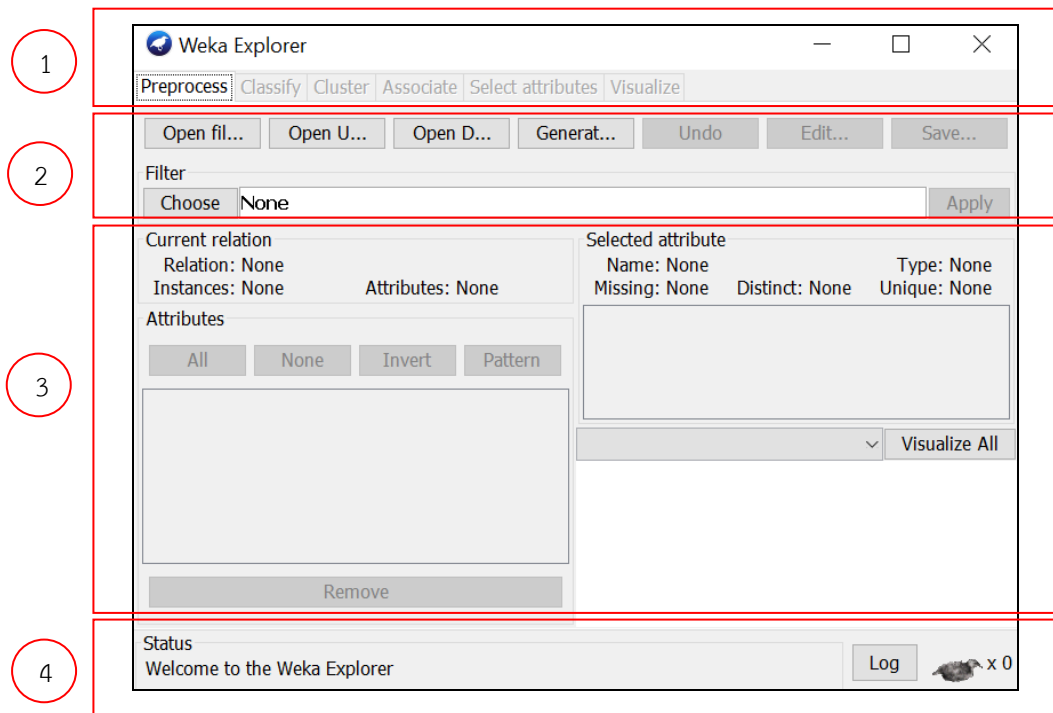 1
Weka Explorer
Preprocess Classify Cluster Associate Select attributes Visualize
2
Open fil... Open U... Open D... Generat... Undo Edit... Save...
Filter
Choose None Apply
3
Current relation
Relation: None
Instances: None Attributes: None
Attributes
All None Invert Pattern
Remove
Selected attribute
Name: None Type: None
Missing: None Distinct: None Unique: None
Visualize All
4
Status
Welcome to the Weka Explorer
Log x 0